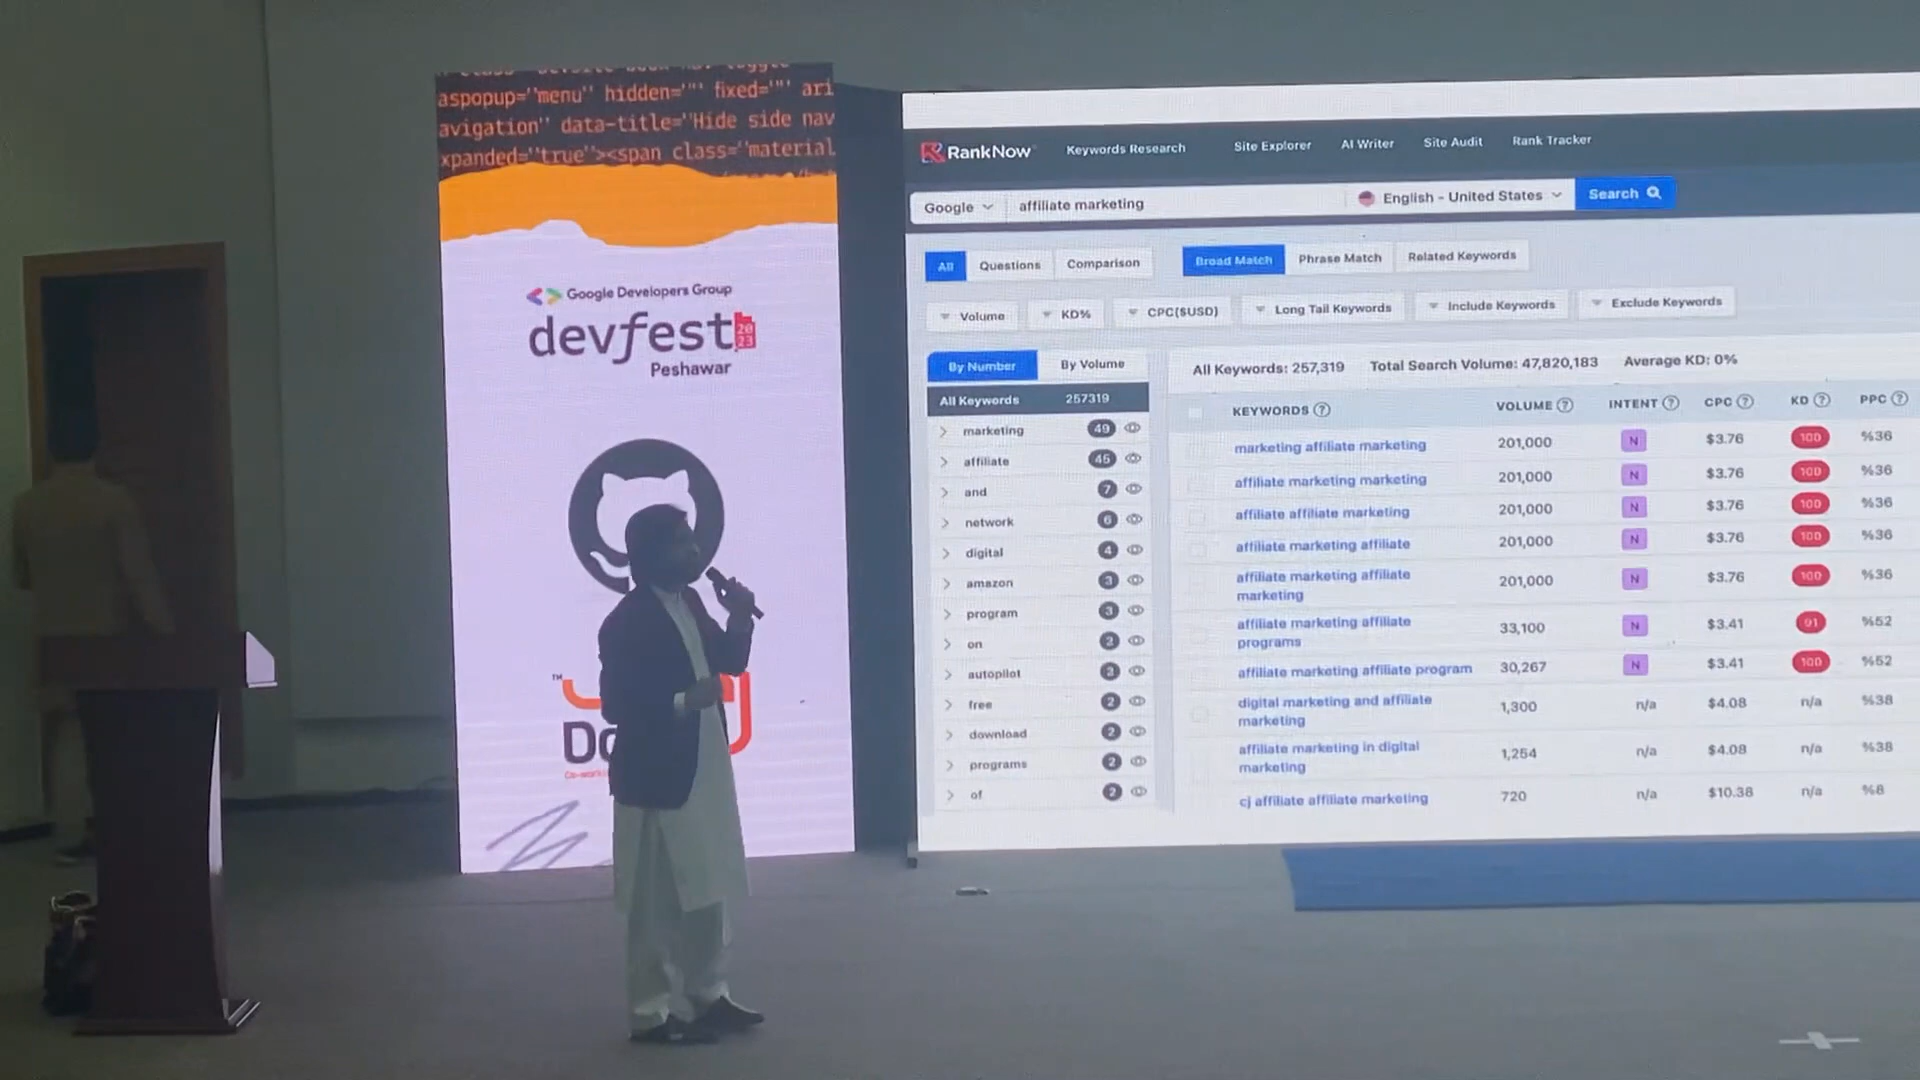 aspopup="menu" hidden="" fixed="" ari
avigation" data-title="Hide side nav
xpanded="true"><span class="material
Google Developers Group
devfest 2023
Peshawar
TM
RankNow
Keywords Research
Site Explorer
AI Writer
Site Audit
Rank Tracker
Google
affiliate marketing
English - United States
Search
All
Questions
Comparison
Broad Match
Phrase Match
Related Keywords
Volume
KD%
CPC($USD)
Long Tail Keywords
Include Keywords
Exclude Keywords
By Number
By Volume
All Keywords 257319
marketing 49
affiliate 45
and 7
network 6
digital 4
amazon 3
program 3
on 2
autopilot 2
free 2
download 2
programs 2
of 2
All Keywords: 257,319 Total Search Volume: 47,820,183 Average KD: 0%
KEYWORDS ? VOLUME ? INTENT ? CPC ? KD ? PPC ?
marketing affiliate marketing 201,000 N $3.76 100 %36
affiliate marketing marketing 201,000 N $3.76 100 %36
affiliate affiliate marketing 201,000 N $3.76 100 %36
affiliate marketing affiliate 201,000 N $3.76 100 %36
affiliate marketing affiliate
marketing 201,000 N $3.76 100 %36
affiliate marketing affiliate
programs 33,100 N $3.41 91 %52
affiliate marketing affiliate program 30,267 N $3.41 100 %52
digital marketing and affiliate
marketing 1,300 n/a $4.08 n/a %38
affiliate marketing in digital
marketing 1,254 n/a $4.08 n/a %38
cj affiliate affiliate marketing 720 n/a $10.38 n/a %8